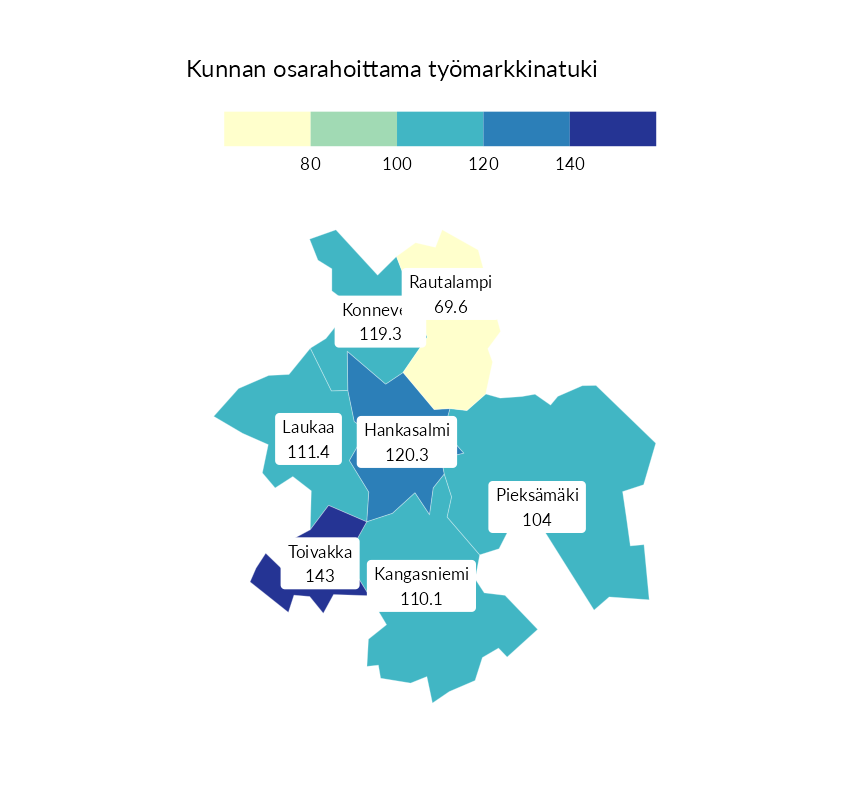 Kunnan osarahoittama työmarkkinatuki
80 100 120 140
Rautalampi
69.6
Konneve
119.3
Laukaa
111.4
Hankasalmi
120.3
Pieksämäki
104
Toivakka
143
Kangasniemi
110.1